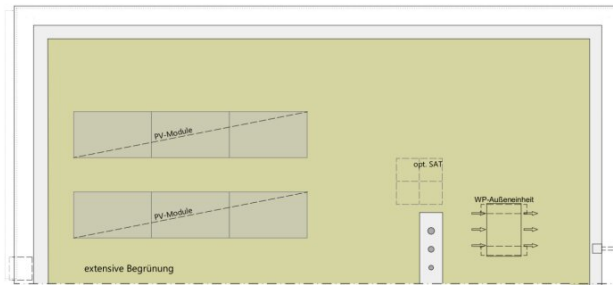 PV-Module
opt. SAT
PV-Module
WP-Außeneinheit
extensive Begrünung